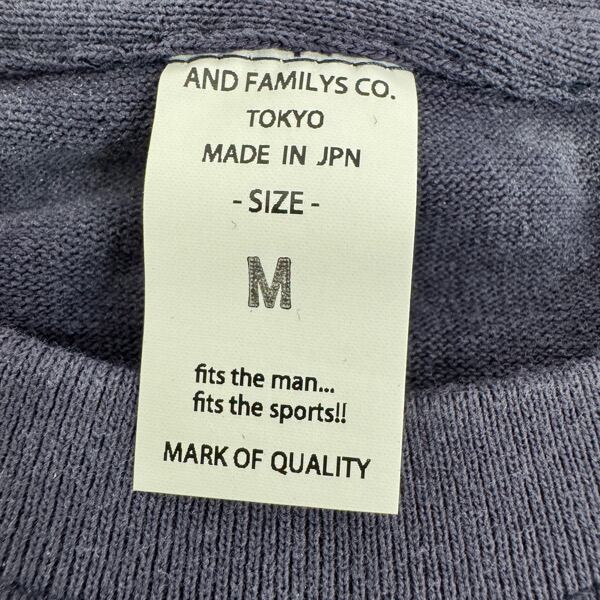 AND FAMILYS CO.
TOKYO
MADE IN JPN
- SIZE -
M
fits the man...
fits the sports!!
MARK OF QUALITY